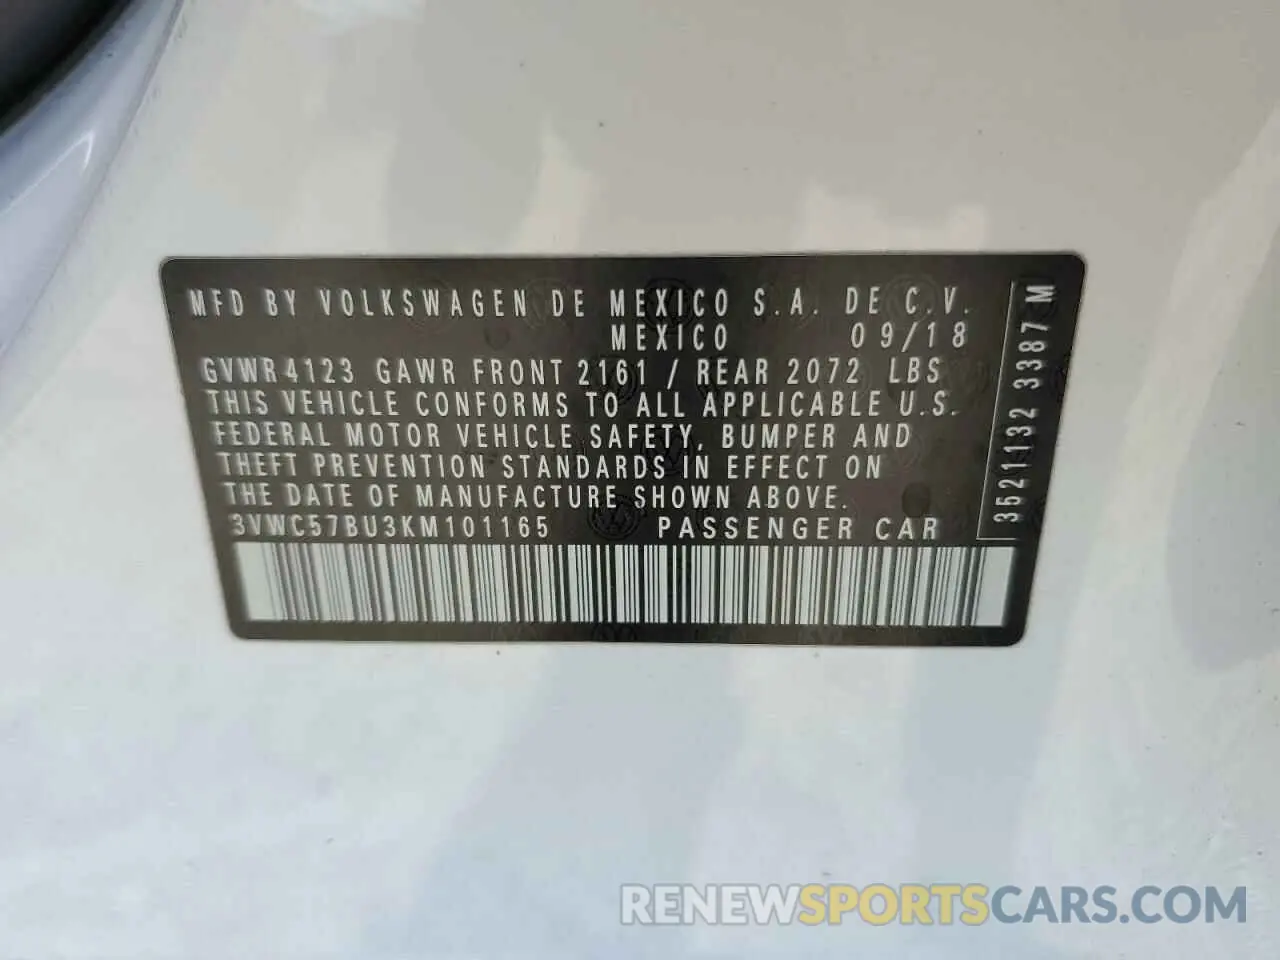 MFD BY VOLKSWAGEN DE MEXICO S.A. DE C.V.
MEXICO 09/18
GVWR 4123 GAWR FRONT 2161 / REAR 2072 LBS
THIS VEHICLE CONFORMS TO ALL APPLICABLE U.S.
FEDERAL MOTOR VEHICLE SAFETY, BUMPER AND
THEFT PREVENTION STANDARDS IN EFFECT ON
THE DATE OF MANUFACTURE SHOWN ABOVE.
3VWC57BU3KM101165 PASSENGER CAR
3521132 3387 M
RENEWSPORTSCARS.COM